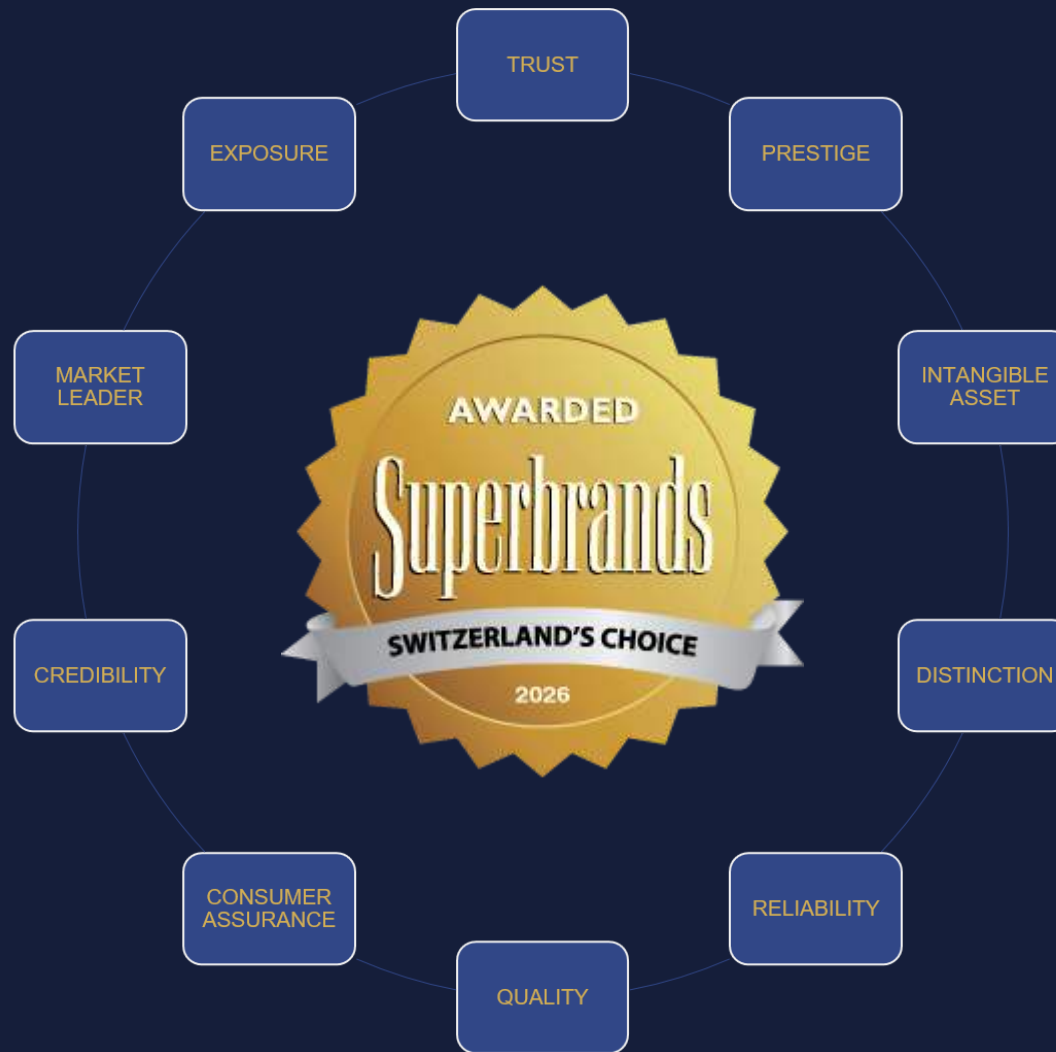 TRUST
PRESTIGE
INTANGIBLE
ASSET
DISTINCTION
RELIABILITY
QUALITY
CONSUMER
ASSURANCE
CREDIBILITY
MARKET
LEADER
EXPOSURE
AWARDED
Superbrands
SWITZERLAND'S CHOICE
2026